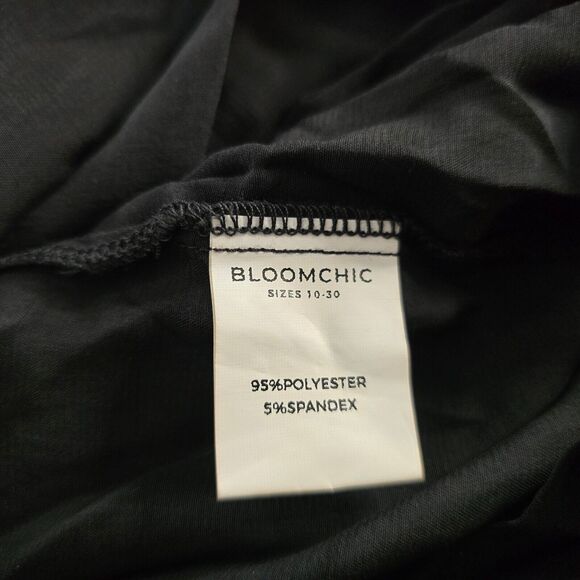 BLOOMCHIC
SIZES 10-30
95%POLYESTER
5%SPANDEX